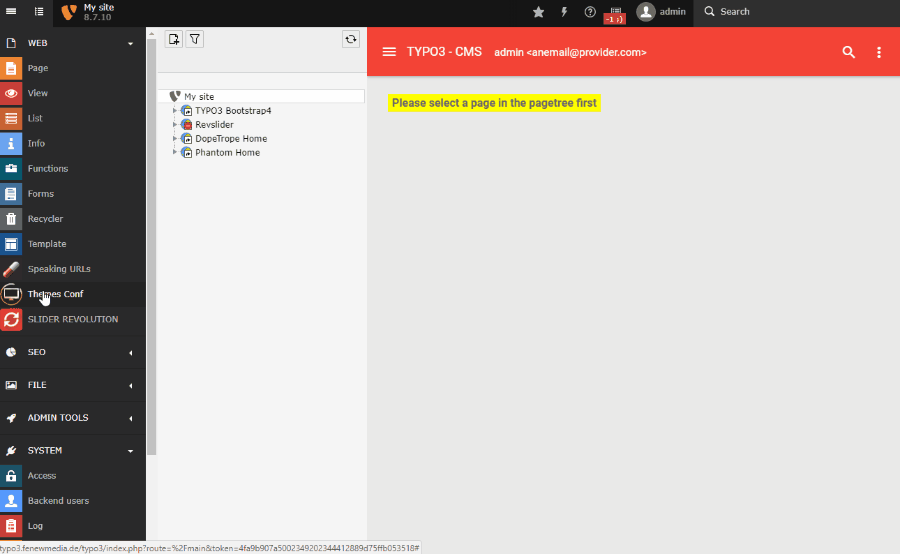 My site
8.7.10
-1 ;)
admin
Search
WEB
Page
View
List
Info
Functions
Forms
Recycler
Template
Speaking URLs
Themes Conf
SLIDER REVOLUTION
SEO
FILE
ADMIN TOOLS
SYSTEM
Access
Backend users
Log
My site
TYPO3 Bootstrap4
Revslider
DopeTrope Home
Phantom Home
TYPO3 - CMS admin <anemail@provider.com>
Please select a page in the pagetree first
typo3.fenewmedia.de/typo3/index.php?route=%2Fmain&token=4fa9b907a5002349202344412889d75ffb053518#